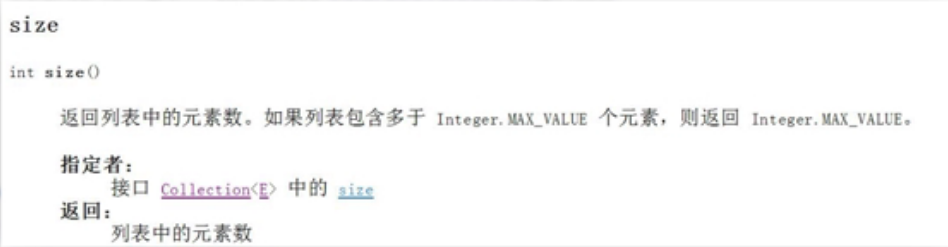 size
int size()
返回列表中的元素数。如果列表包含多于 Integer.MAX_VALUE 个元素，则返回 Integer.MAX_VALUE。
指定者：
接口 Collection<E> 中的 size
返回：
列表中的元素数